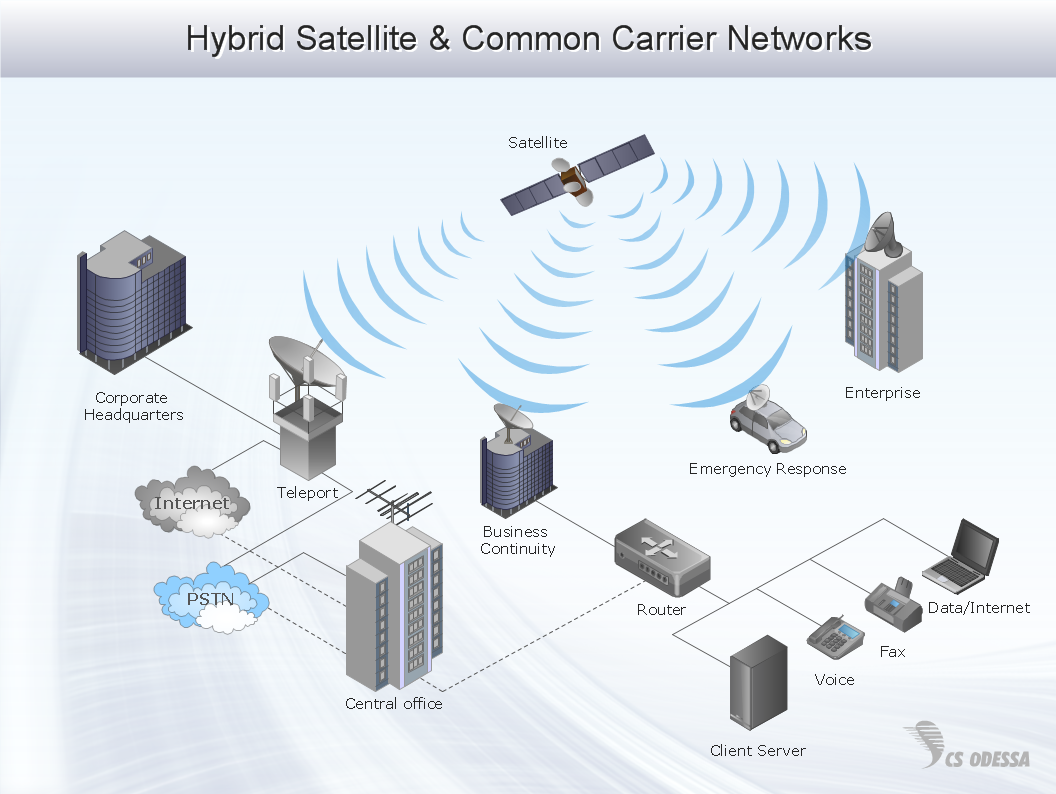 Hybrid Satellite & Common Carrier Networks
Satellite
Corporate
Headquarters
Enterprise
Emergency Response
Teleport
Internet
Business
Continuity
PSTN
Router
Data/Internet
Fax
Voice
Central office
Client Server
CS ODESSA